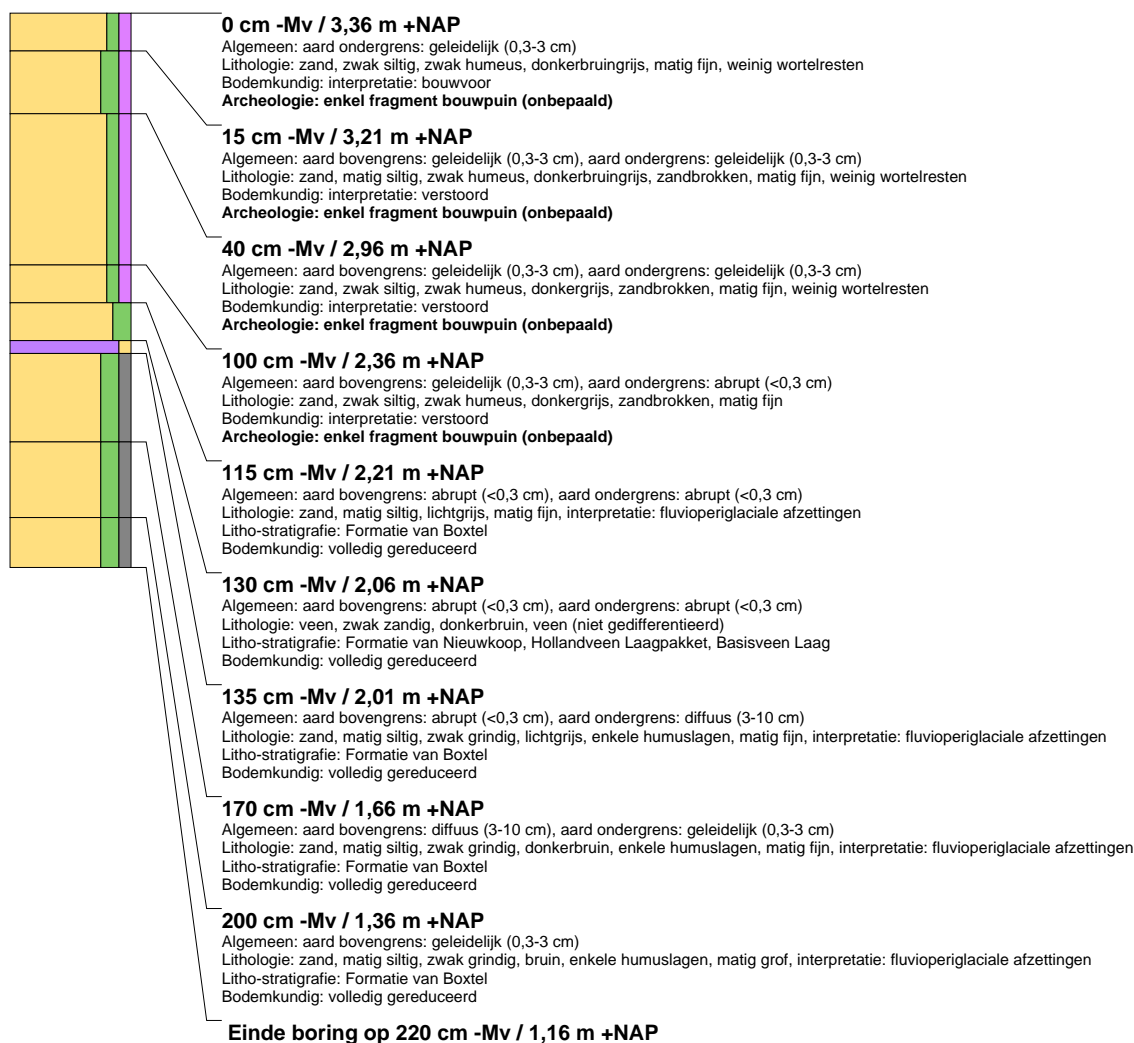 0 cm -Mv / 3,36 m +NAP
Algemeen: aard ondergrens: geleidelijk (0,3-3 cm)
Lithologie: zand, zwak siltig, zwak humeus, donkerbruingrijs, matig fijn, weinig wortelresten
Bodemkundig: interpretatie: bouwvoor
Archeologie: enkel fragment bouwpuin (onbepaald)
15 cm -Mv / 3,21 m +NAP
Algemeen: aard bovengrens: geleidelijk (0,3-3 cm), aard ondergrens: geleidelijk (0,3-3 cm)
Lithologie: zand, matig siltig, zwak humeus, donkerbruingrijs, zandbrokken, matig fijn, weinig wortelresten
Bodemkundig: interpretatie: verstoord
Archeologie: enkel fragment bouwpuin (onbepaald)
40 cm -Mv / 2,96 m +NAP
Algemeen: aard bovengrens: geleidelijk (0,3-3 cm), aard ondergrens: geleidelijk (0,3-3 cm)
Lithologie: zand, zwak siltig, zwak humeus, donkergrijs, zandbrokken, matig fijn, weinig wortelresten
Bodemkundig: interpretatie: verstoord
Archeologie: enkel fragment bouwpuin (onbepaald)
100 cm -Mv / 2,36 m +NAP
Algemeen: aard bovengrens: geleidelijk (0,3-3 cm), aard ondergrens: abrupt (<0,3 cm)
Lithologie: zand, zwak siltig, zwak humeus, donkergrijs, zandbrokken, matig fijn
Bodemkundig: interpretatie: verstoord
Archeologie: enkel fragment bouwpuin (onbepaald)
115 cm -Mv / 2,21 m +NAP
Algemeen: aard bovengrens: abrupt (<0,3 cm), aard ondergrens: abrupt (<0,3 cm)
Lithologie: zand, matig siltig, lichtgrijs, matig fijn, interpretatie: fluvioperiglaciale afzettingen
Litho-stratigrafie: Formatie van Boxtel
Bodemkundig: volledig gereduceerd
130 cm -Mv / 2,06 m +NAP
Algemeen: aard bovengrens: abrupt (<0,3 cm), aard ondergrens: abrupt (<0,3 cm)
Lithologie: veen, zwak zandig, donkerbruin, veen (niet gedifferentieerd)
Litho-stratigrafie: Formatie van Nieuwkoop, Hollandveen Laagpakket, Basisveen Laag
Bodemkundig: volledig gereduceerd
135 cm -Mv / 2,01 m +NAP
Algemeen: aard bovengrens: abrupt (<0,3 cm), aard ondergrens: diffuus (3-10 cm)
Lithologie: zand, matig siltig, zwak grindig, lichtgrijs, enkele humuslagen, matig fijn, interpretatie: fluvioperiglaciale afzettingen
Litho-stratigrafie: Formatie van Boxtel
Bodemkundig: volledig gereduceerd
170 cm -Mv / 1,66 m +NAP
Algemeen: aard bovengrens: diffuus (3-10 cm), aard ondergrens: geleidelijk (0,3-3 cm)
Lithologie: zand, matig siltig, zwak grindig, donkerbruin, enkele humuslagen, matig fijn, interpretatie: fluvioperiglaciale afzettingen
Litho-stratigrafie: Formatie van Boxtel
Bodemkundig: volledig gereduceerd
200 cm -Mv / 1,36 m +NAP
Algemeen: aard bovengrens: geleidelijk (0,3-3 cm)
Lithologie: zand, matig siltig, zwak grindig, bruin, enkele humuslagen, matig grof, interpretatie: fluvioperiglaciale afzettingen
Litho-stratigrafie: Formatie van Boxtel
Bodemkundig: volledig gereduceerd
Einde boring op 220 cm -Mv / 1,16 m +NAP